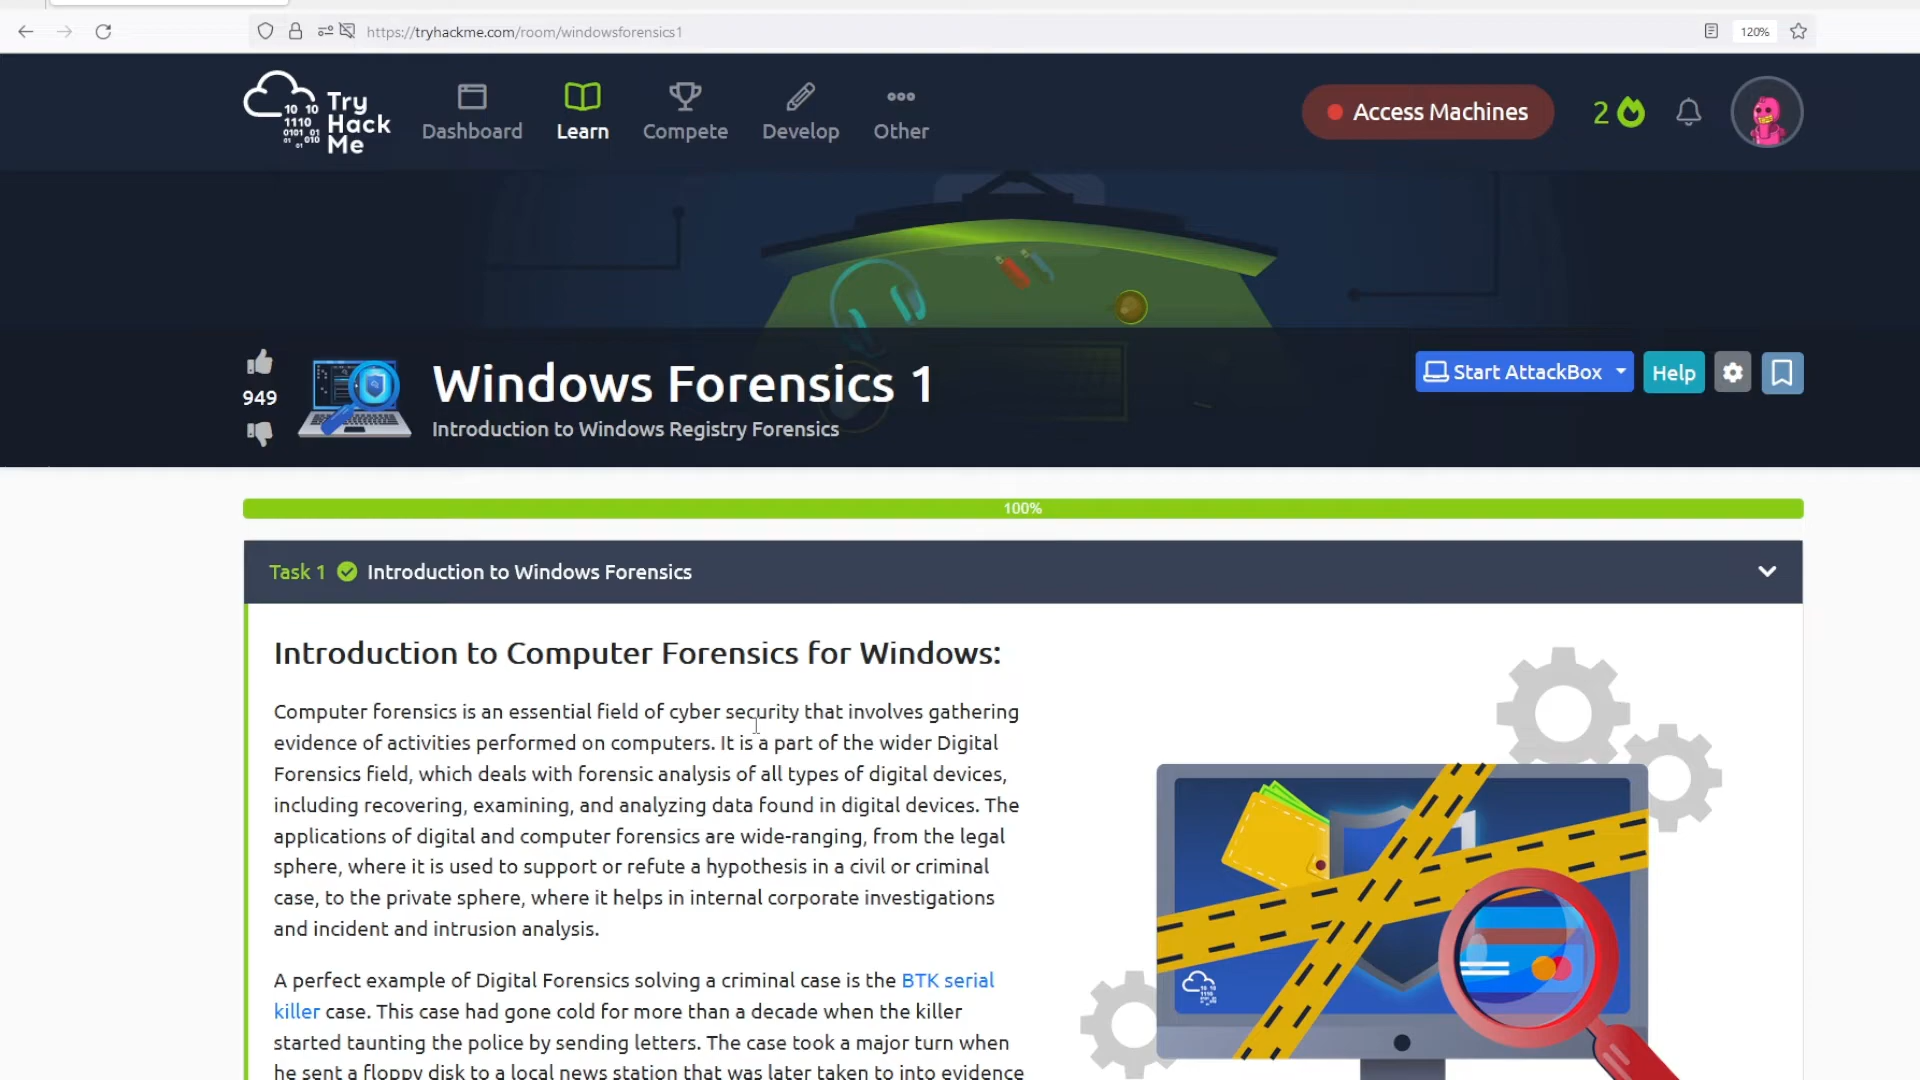 https://tryhackme.com/room/windowsforensics1
120%
Try
Hack
Me
10 10
1110
0101 01
01 010
Dashboard
Learn
Compete
Develop
Other
Access Machines
2
949
Windows Forensics 1
Introduction to Windows Registry Forensics
Start AttackBox
Help
100%
Task 1 Introduction to Windows Forensics
Introduction to Computer Forensics for Windows:
Computer forensics is an essential field of cyber security that involves gathering
evidence of activities performed on computers. It is a part of the wider Digital
Forensics field, which deals with forensic analysis of all types of digital devices,
including recovering, examining, and analyzing data found in digital devices. The
applications of digital and computer forensics are wide-ranging, from the legal
sphere, where it is used to support or refute a hypothesis in a civil or criminal
case, to the private sphere, where it helps in internal corporate investigations
and incident and intrusion analysis.
A perfect example of Digital Forensics solving a criminal case is the BTK serial
killer case. This case had gone cold for more than a decade when the killer
started taunting the police by sending letters. The case took a major turn when
he sent a floppy disk to a local news station that was later taken to into evidence